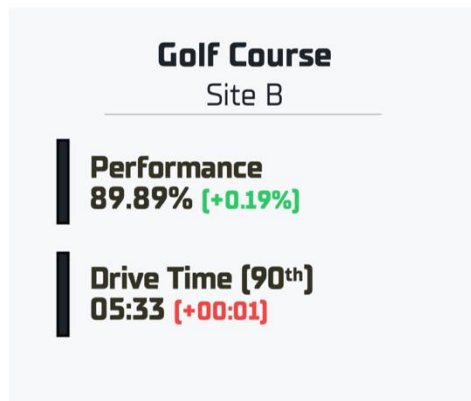 Golf Course
Site B
Performance
89.89% (+0.19%)
Drive Time (90th)
05:33 (+00:01)